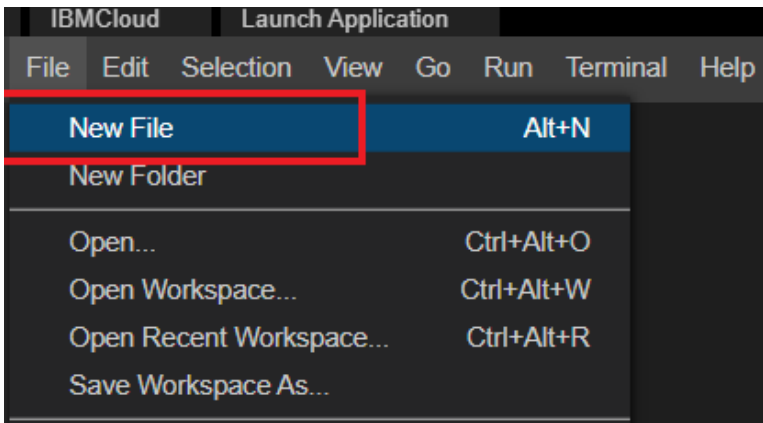 IBMCloud Launch Application
File Edit Selection View Go Run Terminal Help
New File Alt+N
New Folder
Open... Ctrl+Alt+O
Open Workspace... Ctrl+Alt+W
Open Recent Workspace... Ctrl+Alt+R
Save Workspace As...